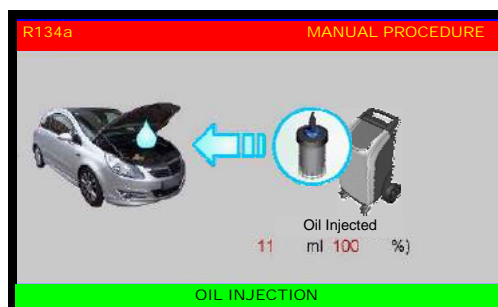 R134a MANUAL PROCEDURE
Oil Injected
11 ml 100 %)
OIL INJECTION